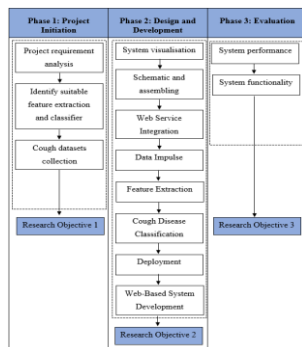 Phase 1: Project
Initiation
Project requirement
analysis
Identify suitable
feature extraction
and classifier
Cough datasets
collection
Research Objective 1
Phase 2: Design and
Development
System visualisation
Schematic and
assembling
Web Service
Integration
Data Impulse
Feature Extraction
Cough Disease
Classification
Deployment
Web-Based System
Development
Research Objective 2
Phase 3: Evaluation
System performance
System functionality
Research Objective 3